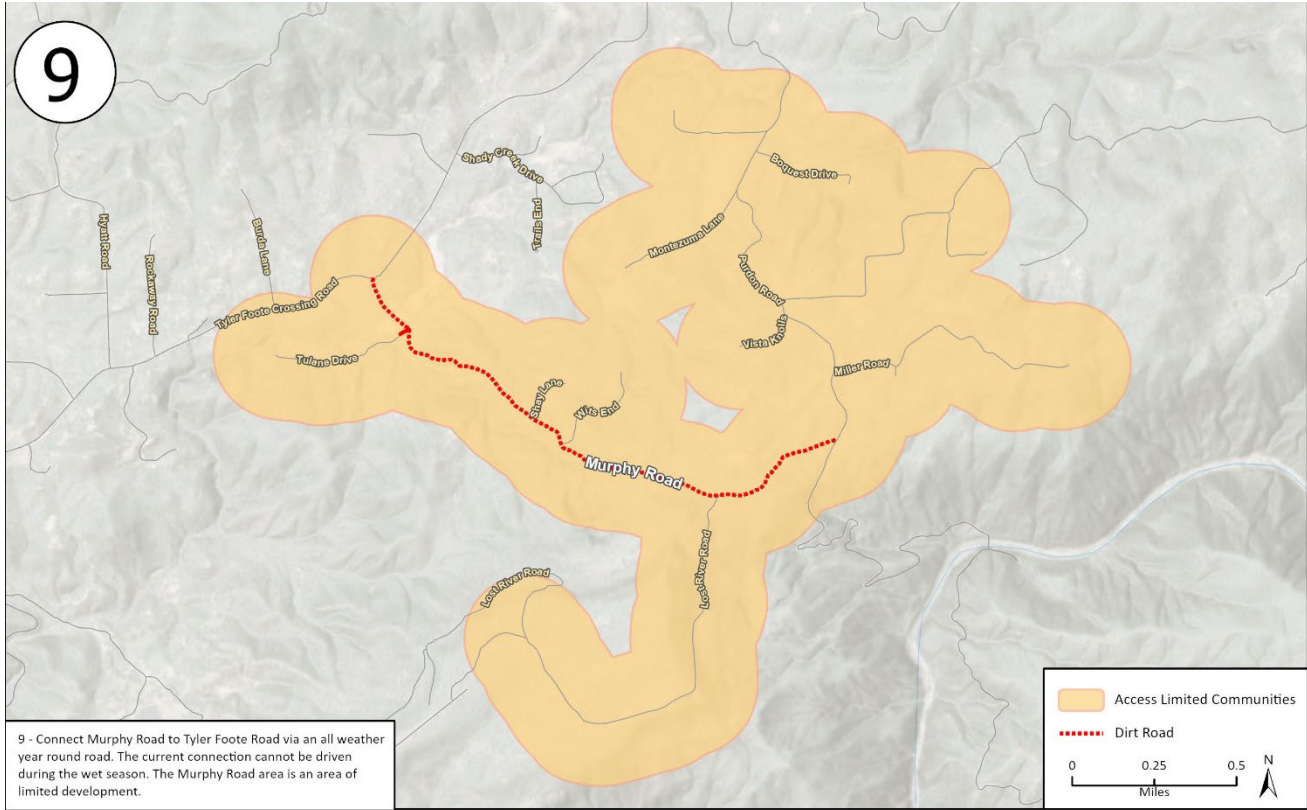 9
Shady Creek Drive
Boquest Drive
Trails End
Hyatt Road
Rockaway Road
Burda Lane
Montezuma Lane
Purdon Road
Tyler Foote Crossing Road
Tulane Drive
Vista Knolls
Miller Road
Shay Lane
Wits End
Murphy Road
Lost River Road
Lost River Road
9 - Connect Murphy Road to Tyler Foote Road via an all weather
year round road. The current connection cannot be driven
during the wet season. The Murphy Road area is an area of
limited development.
Access Limited Communities
Dirt Road
0 0.25 0.5
Miles
N